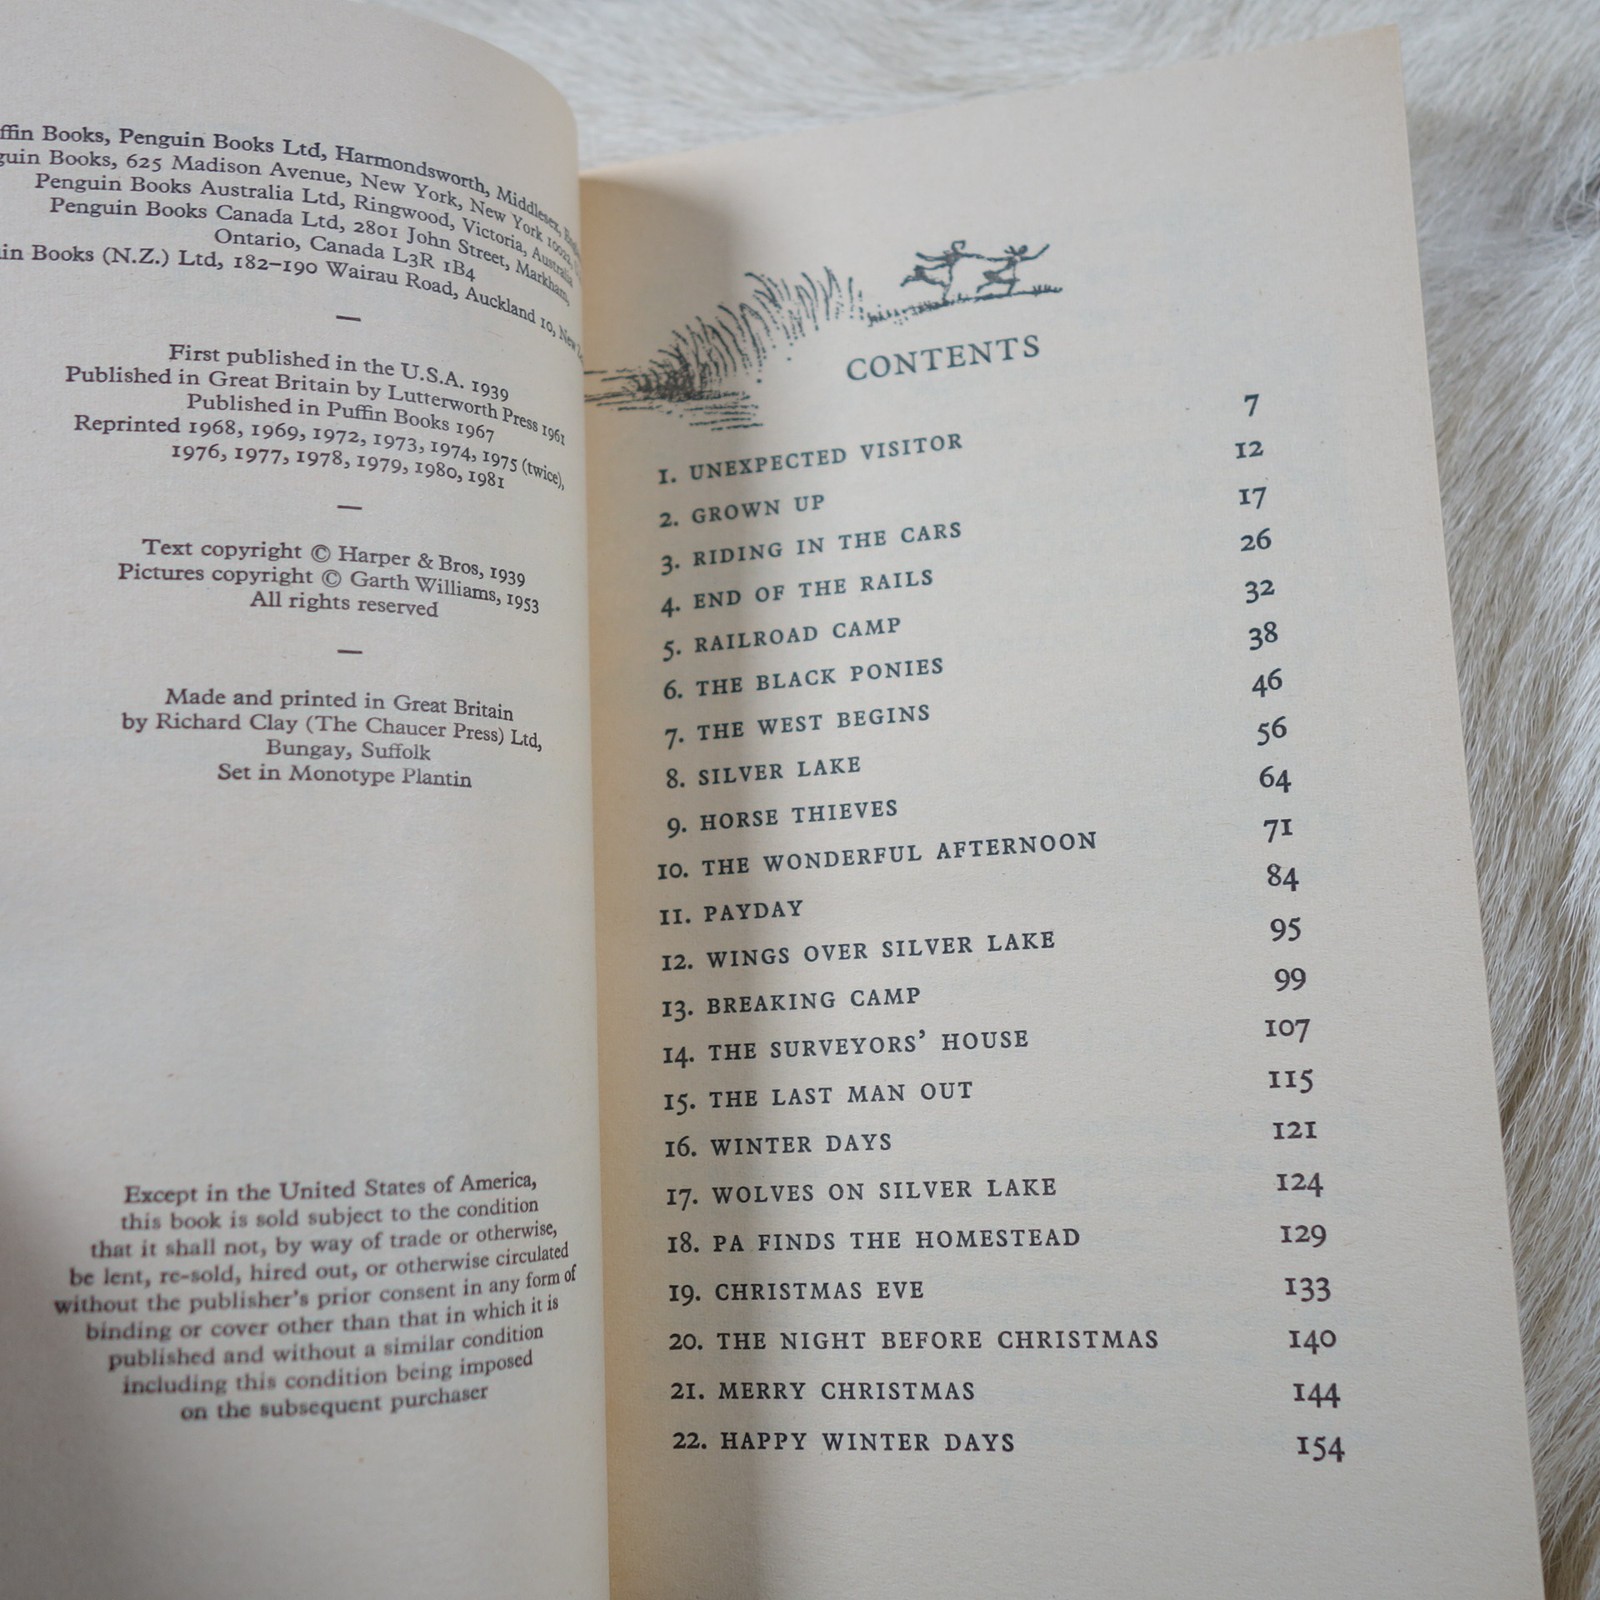 ffin Books, Penguin Books Ltd, Harmondsworth, Middlesex,
guin Books, 625 Madison Avenue, New York, New York 10022,
Penguin Books Australia Ltd, Ringwood, Victoria, Australia
Penguin Books Canada Ltd, 2801 John Street, Markham,
Ontario, Canada L3R 1B4
in Books (N.Z.) Ltd, 182–190 Wairau Road, Auckland 10, New
—
First published in the U.S.A. 1939
Published in Great Britain by Lutterworth Press 1961
Published in Puffin Books 1967
Reprinted 1968, 1969, 1972, 1973, 1974, 1975 (twice),
1976, 1977, 1978, 1979, 1980, 1981
—
Text copyright © Harper & Bros, 1939
Pictures copyright © Garth Williams, 1953
All rights reserved
—
Made and printed in Great Britain
by Richard Clay (The Chaucer Press) Ltd,
Bungay, Suffolk
Set in Monotype Plantin
Except in the United States of America,
this book is sold subject to the condition
that it shall not, by way of trade or otherwise,
be lent, re-sold, hired out, or otherwise circulated
without the publisher's prior consent in any form of
binding or cover other than that in which it is
published and without a similar condition
including this condition being imposed
on the subsequent purchaser
CONTENTS
1. UNEXPECTED VISITOR 7
2. GROWN UP 12
3. RIDING IN THE CARS 17
4. END OF THE RAILS 26
5. RAILROAD CAMP 32
6. THE BLACK PONIES 38
7. THE WEST BEGINS 46
8. SILVER LAKE 56
9. HORSE THIEVES 64
10. THE WONDERFUL AFTERNOON 71
11. PAYDAY 84
12. WINGS OVER SILVER LAKE 95
13. BREAKING CAMP 99
14. THE SURVEYORS' HOUSE 107
15. THE LAST MAN OUT 115
16. WINTER DAYS 121
17. WOLVES ON SILVER LAKE 124
18. PA FINDS THE HOMESTEAD 129
19. CHRISTMAS EVE 133
20. THE NIGHT BEFORE CHRISTMAS 140
21. MERRY CHRISTMAS 144
22. HAPPY WINTER DAYS 154